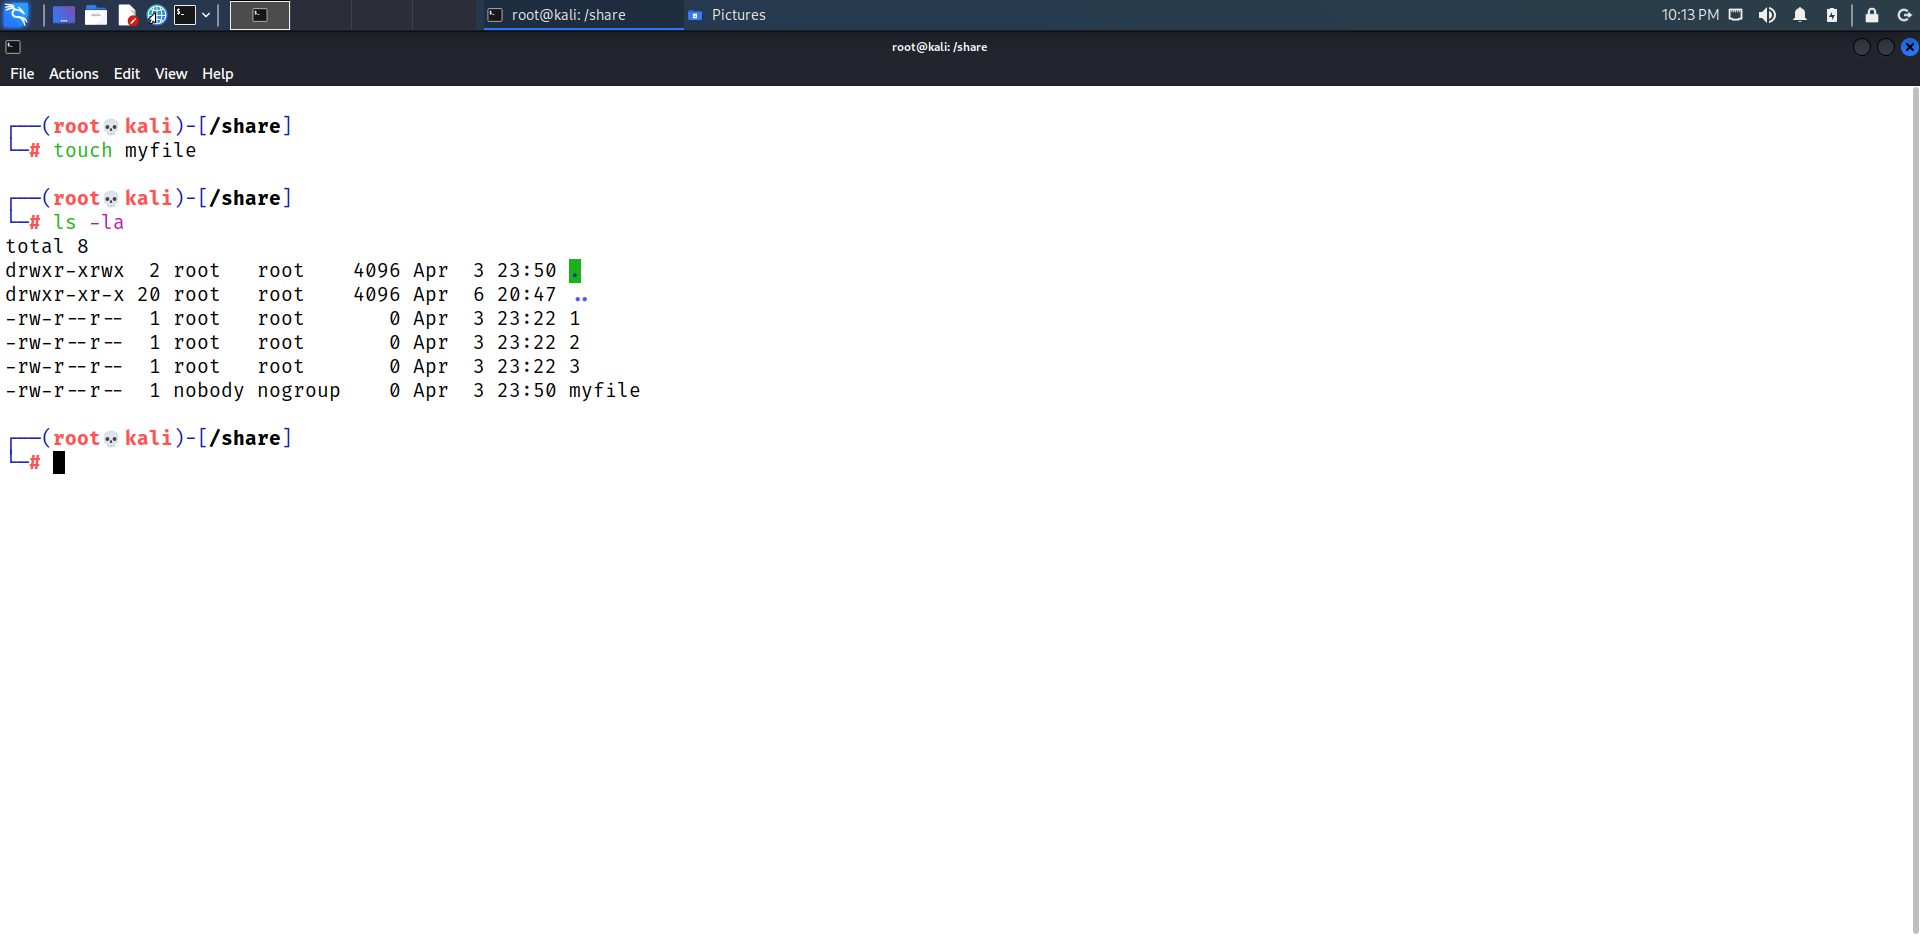 root@kali: /share
Pictures
10:13 PM
root@kali: /share
File Actions Edit View Help
┌──(root💀kali)-[/share]
└─# touch myfile
┌──(root💀kali)-[/share]
└─# ls -la
total 8
drwxr-xrwx  2 root   root    4096 Apr  3 23:50 .
drwxr-xr-x 20 root   root    4096 Apr  6 20:47 ..
-rw-r--r--  1 root   root       0 Apr  3 23:22 1
-rw-r--r--  1 root   root       0 Apr  3 23:22 2
-rw-r--r--  1 root   root       0 Apr  3 23:22 3
-rw-r--r--  1 nobody nogroup    0 Apr  3 23:50 myfile
┌──(root💀kali)-[/share]
└─#